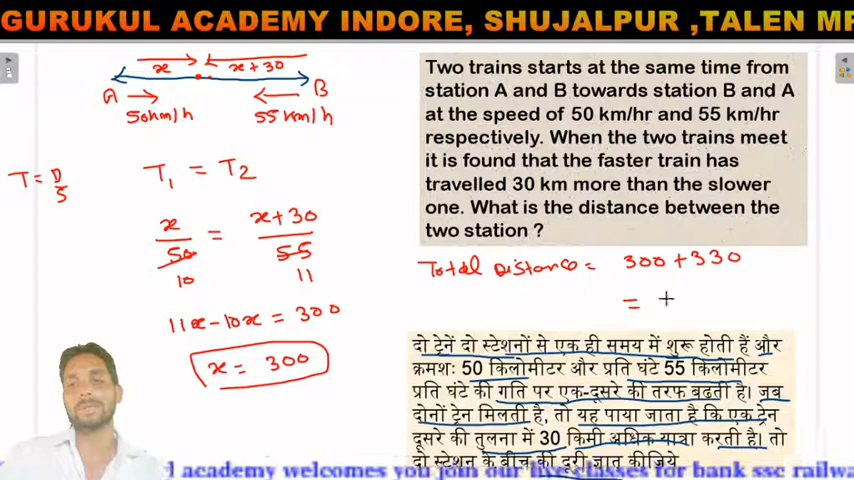 GURUKUL ACADEMY INDORE, SHUJALPUR ,TALEN MP
x x+30
A B
50km/h 55 km/h
T = D/S
T₁ = T₂
x/50 = x+30/55
10 11
11x-10x = 300
x = 300
Two trains starts at the same time from
station A and B towards station B and A
at the speed of 50 km/hr and 55 km/hr
respectively. When the two trains meet
it is found that the faster train has
travelled 30 km more than the slower
one. What is the distance between the
two station ?
Total Distance = 300 + 330
=
दो ट्रेनें दो स्टेशनों से एक ही समय में शुरू होती हैं और
क्रमशः 50 किलोमीटर और प्रति घंटे 55 किलोमीटर
प्रति घंटे की गति पर एक-दूसरे की तरफ बढती है। जब
दोनों ट्रेन मिलती है, तो यह पाया जाता है कि एक ट्रेन
दूसरे की तुलना में 30 किमी अधिक यात्रा करती है। तो
दो स्टेशन के बीच की दूरी ज्ञात कीजिये
l academy welcomes you join our live classes for bank ssc railwa